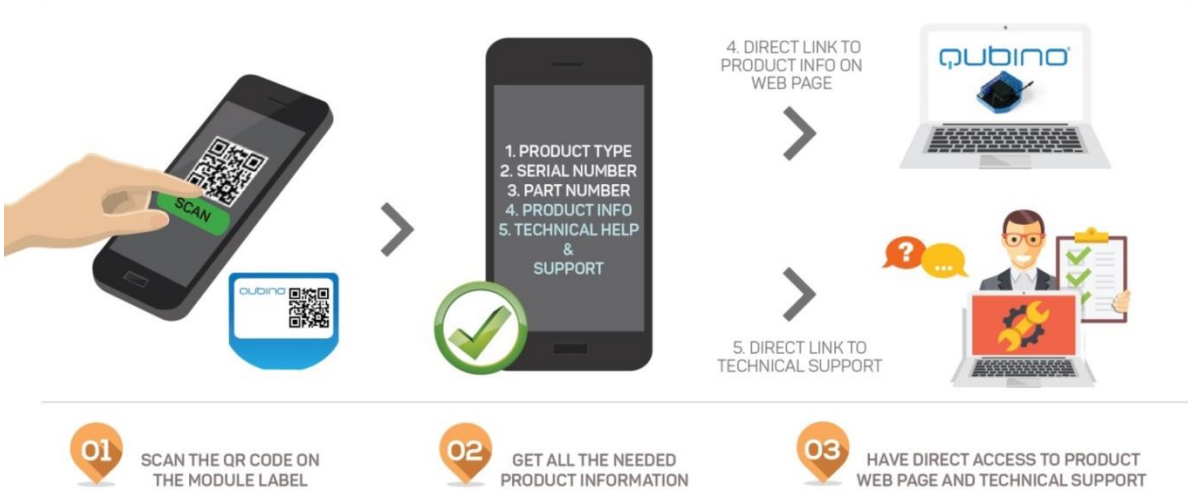 SCAN
QUBINO
1. PRODUCT TYPE
2. SERIAL NUMBER
3. PART NUMBER
4. PRODUCT INFO
5. TECHNICAL HELP
&
SUPPORT
4. DIRECT LINK TO
PRODUCT INFO ON
WEB PAGE
QUBINO
?
...
5. DIRECT LINK TO
TECHNICAL SUPPORT
01
SCAN THE QR CODE ON
THE MODULE LABEL
02
GET ALL THE NEEDED
PRODUCT INFORMATION
03
HAVE DIRECT ACCESS TO PRODUCT
WEB PAGE AND TECHNICAL SUPPORT